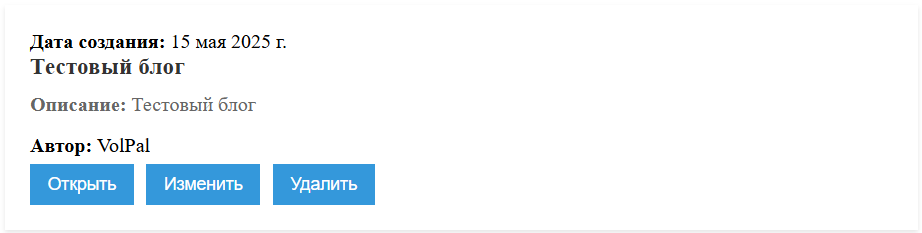 Дата создания: 15 мая 2025 г.
Тестовый блог
Описание: Тестовый блог
Автор: VolPal
Открыть Изменить Удалить